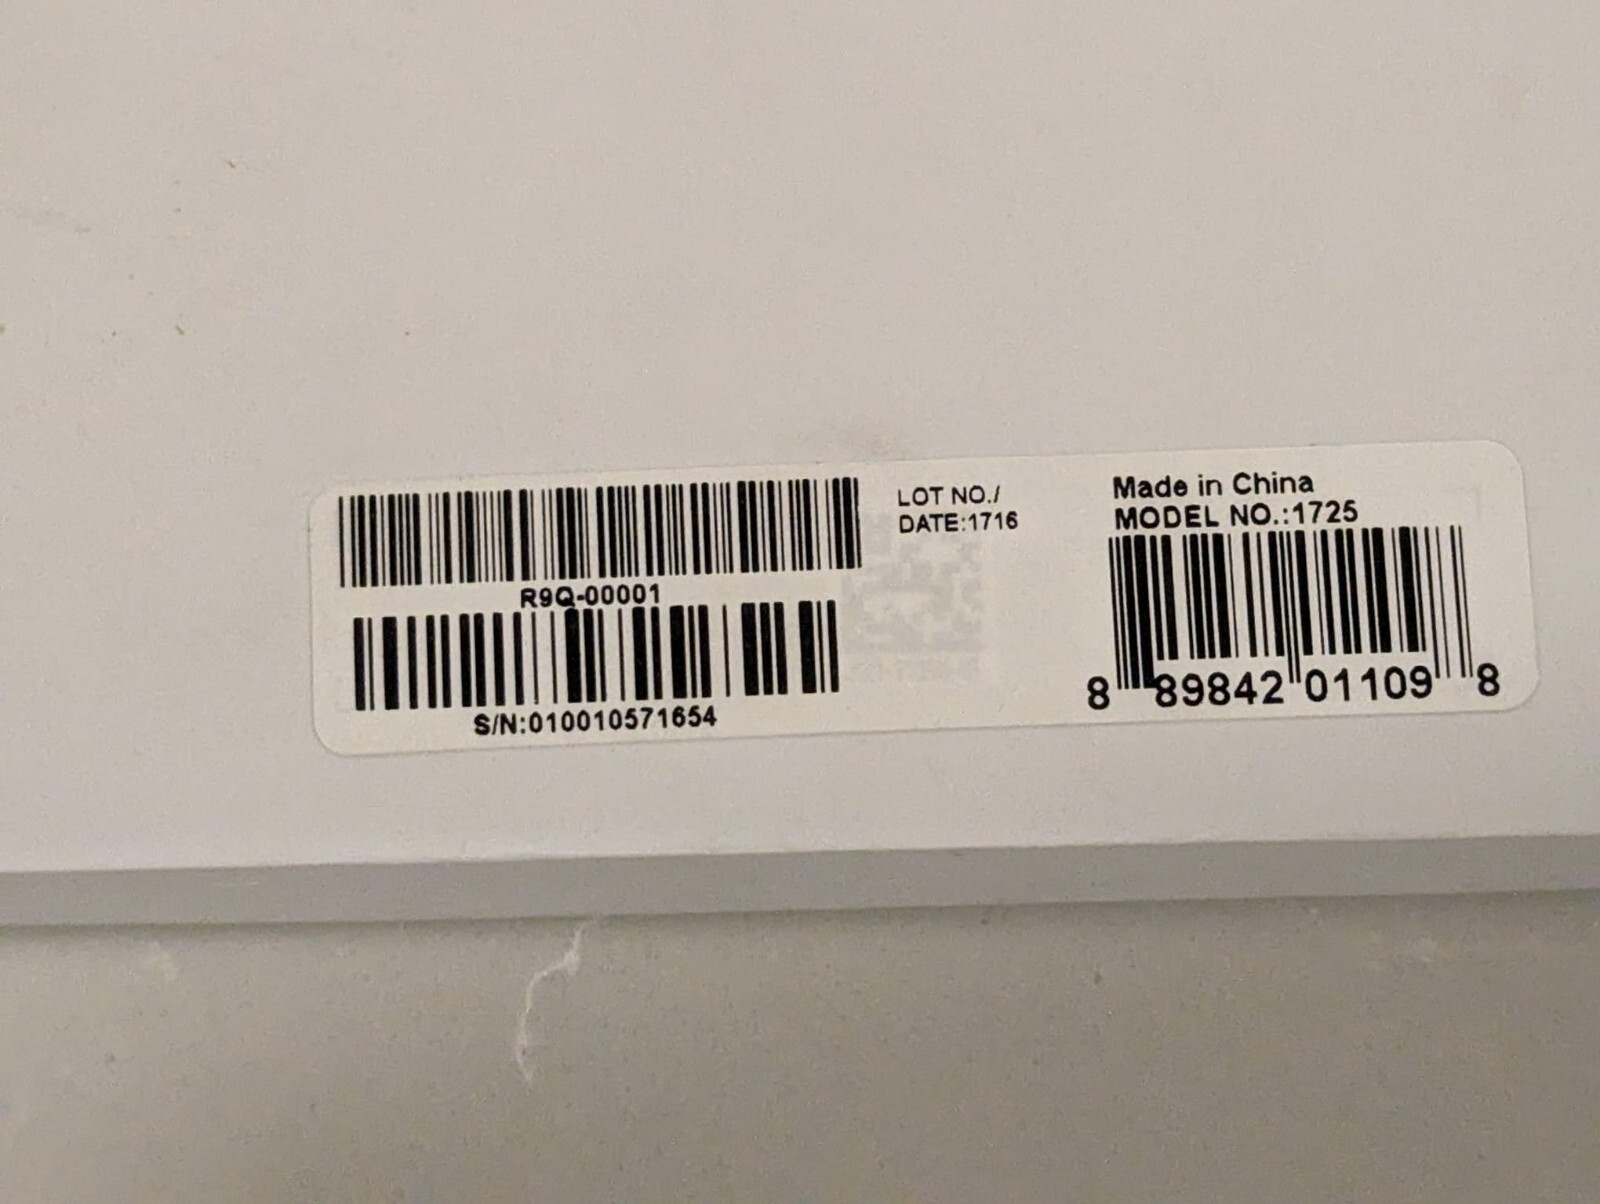 R9Q-00001
S/N:010010571654
LOT NO./
DATE:1716
Made in China
MODEL NO.:1725
8 89842 01109 8